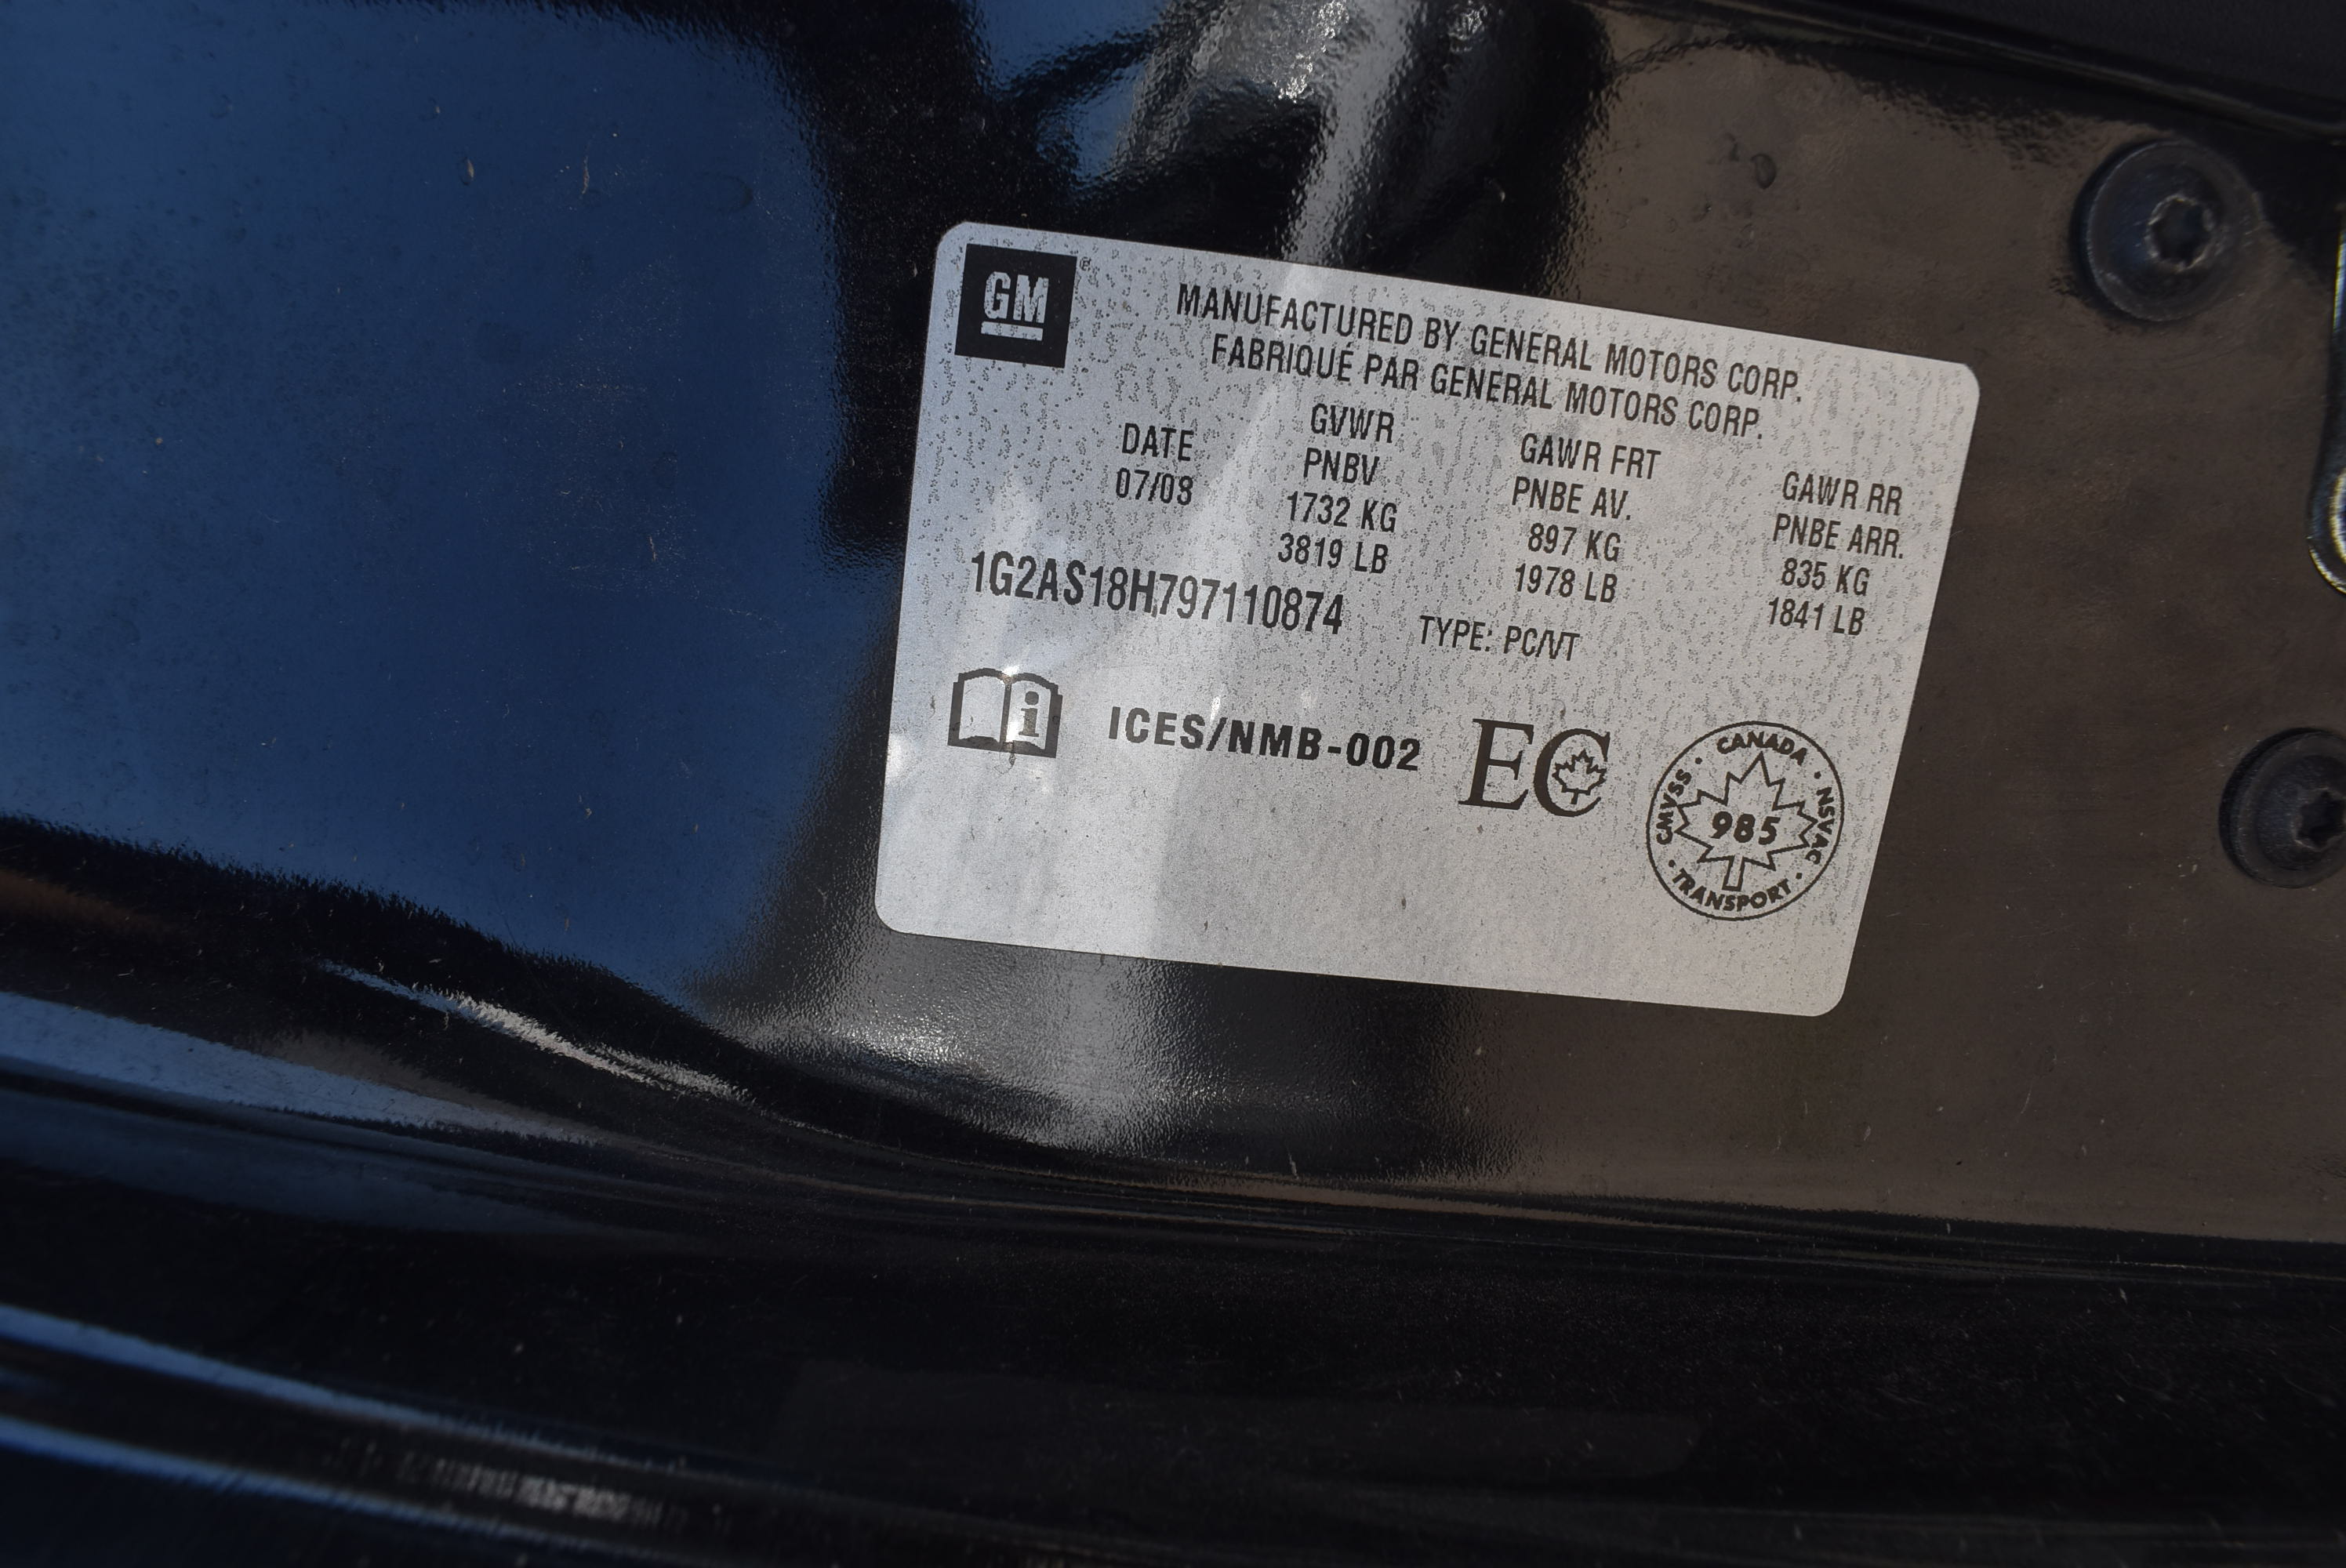 GM
®
MANUFACTURED BY GENERAL MOTORS CORP.
FABRIQUÉ PAR GENERAL MOTORS CORP.
DATE
07/08
GVWR
PNBV
1732 KG
3819 LB
GAWR FRT
PNBE AV.
897 KG
1978 LB
GAWR RR
PNBE ARR.
835 KG
1841 LB
1G2AS18H797110874
TYPE: PC/VT
i
ICES/NMB-002
EC
CANADA
NSVAC
TRANSPORT
CMVSS
985